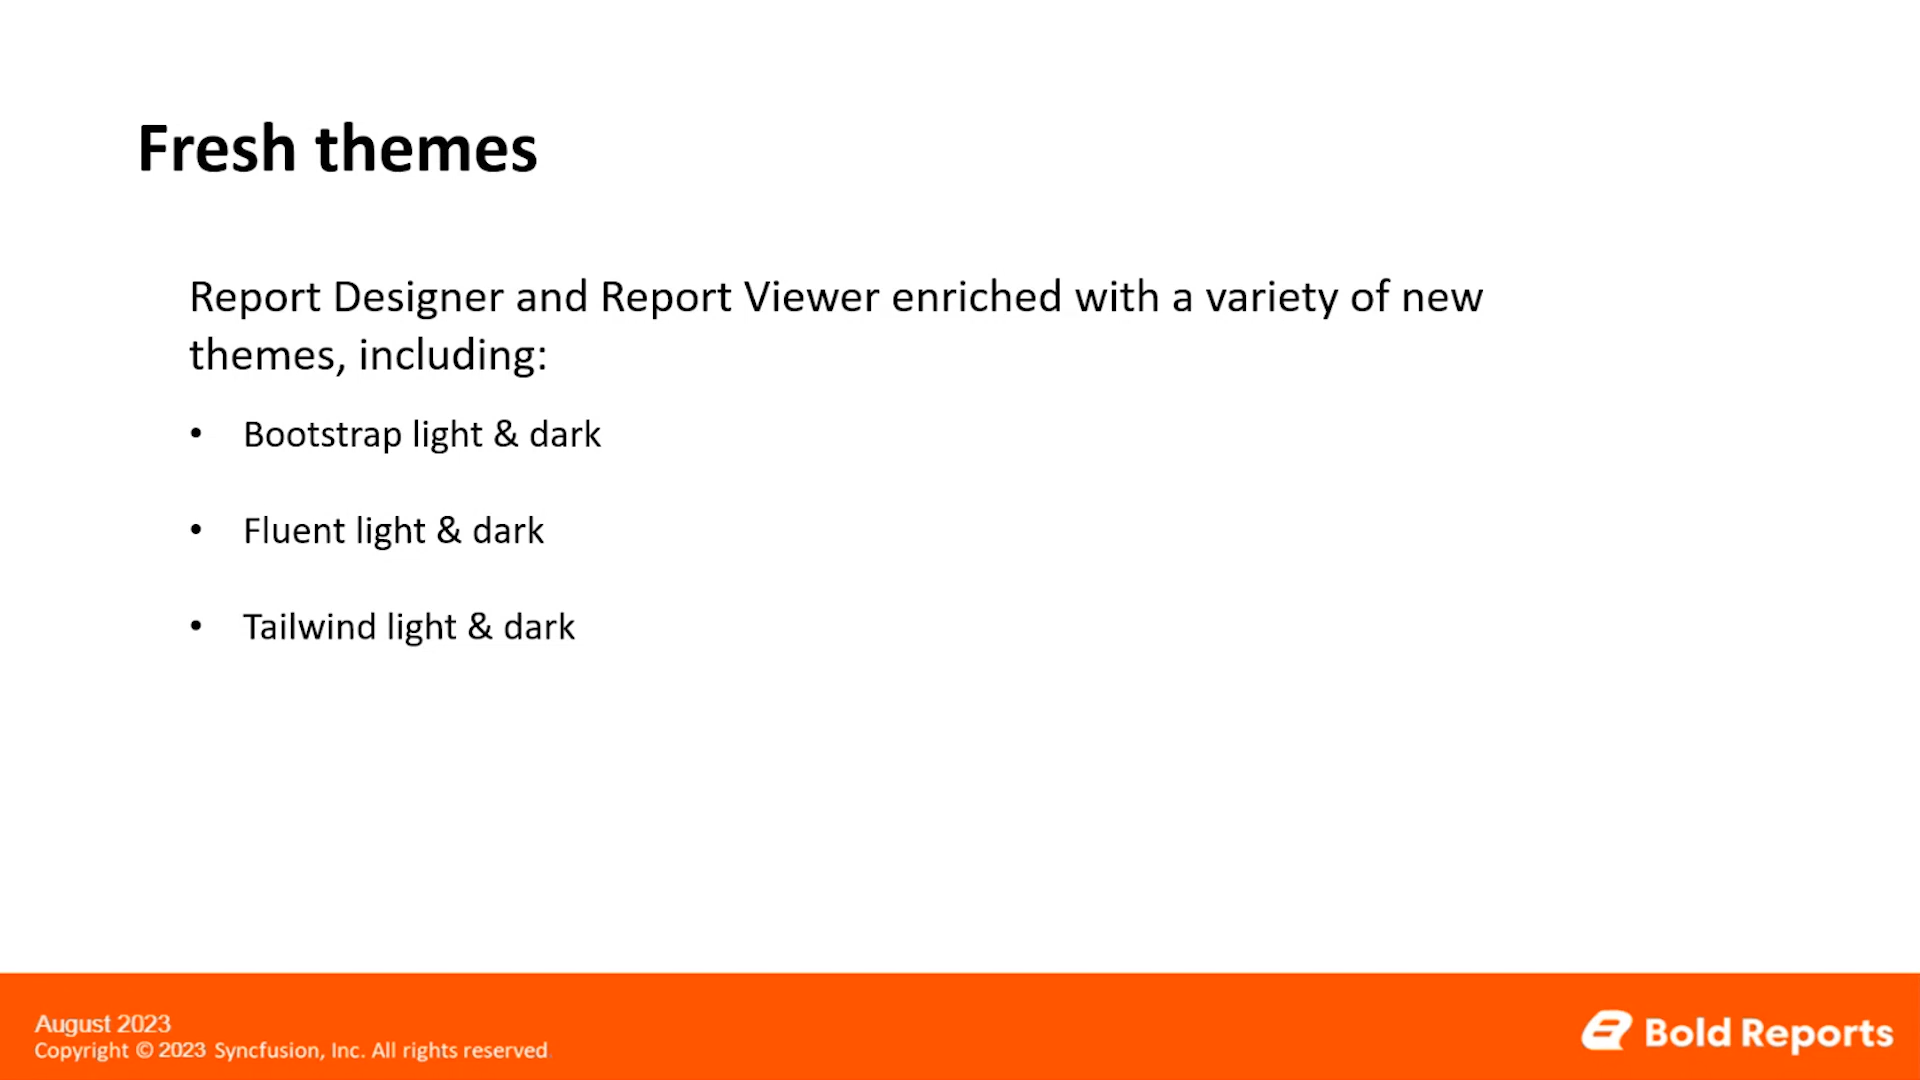 Fresh themes
Report Designer and Report Viewer enriched with a variety of new
themes, including:
• Bootstrap light & dark
• Fluent light & dark
• Tailwind light & dark
August 2023
Copyright © 2023 Syncfusion, Inc. All rights reserved.
Bold Reports